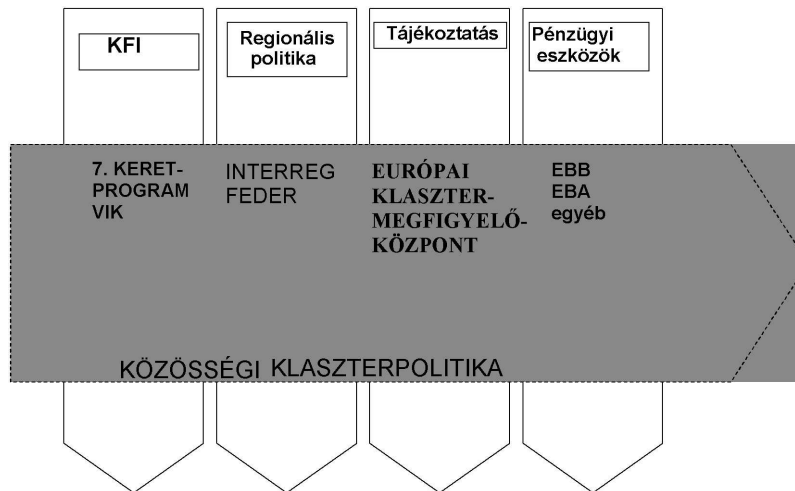 KFI
Regionális
politika
Tájékoztatás
Pénzügyi
eszközök
7. KERET-
PROGRAM
VIK
INTERREG
FEDER
EURÓPAI
KLASZTER-
MEGFIGYELŐ-
KÖZPONT
EBB
EBA
egyéb
KÖZÖSSÉGI KLASZTERPOLITIKA